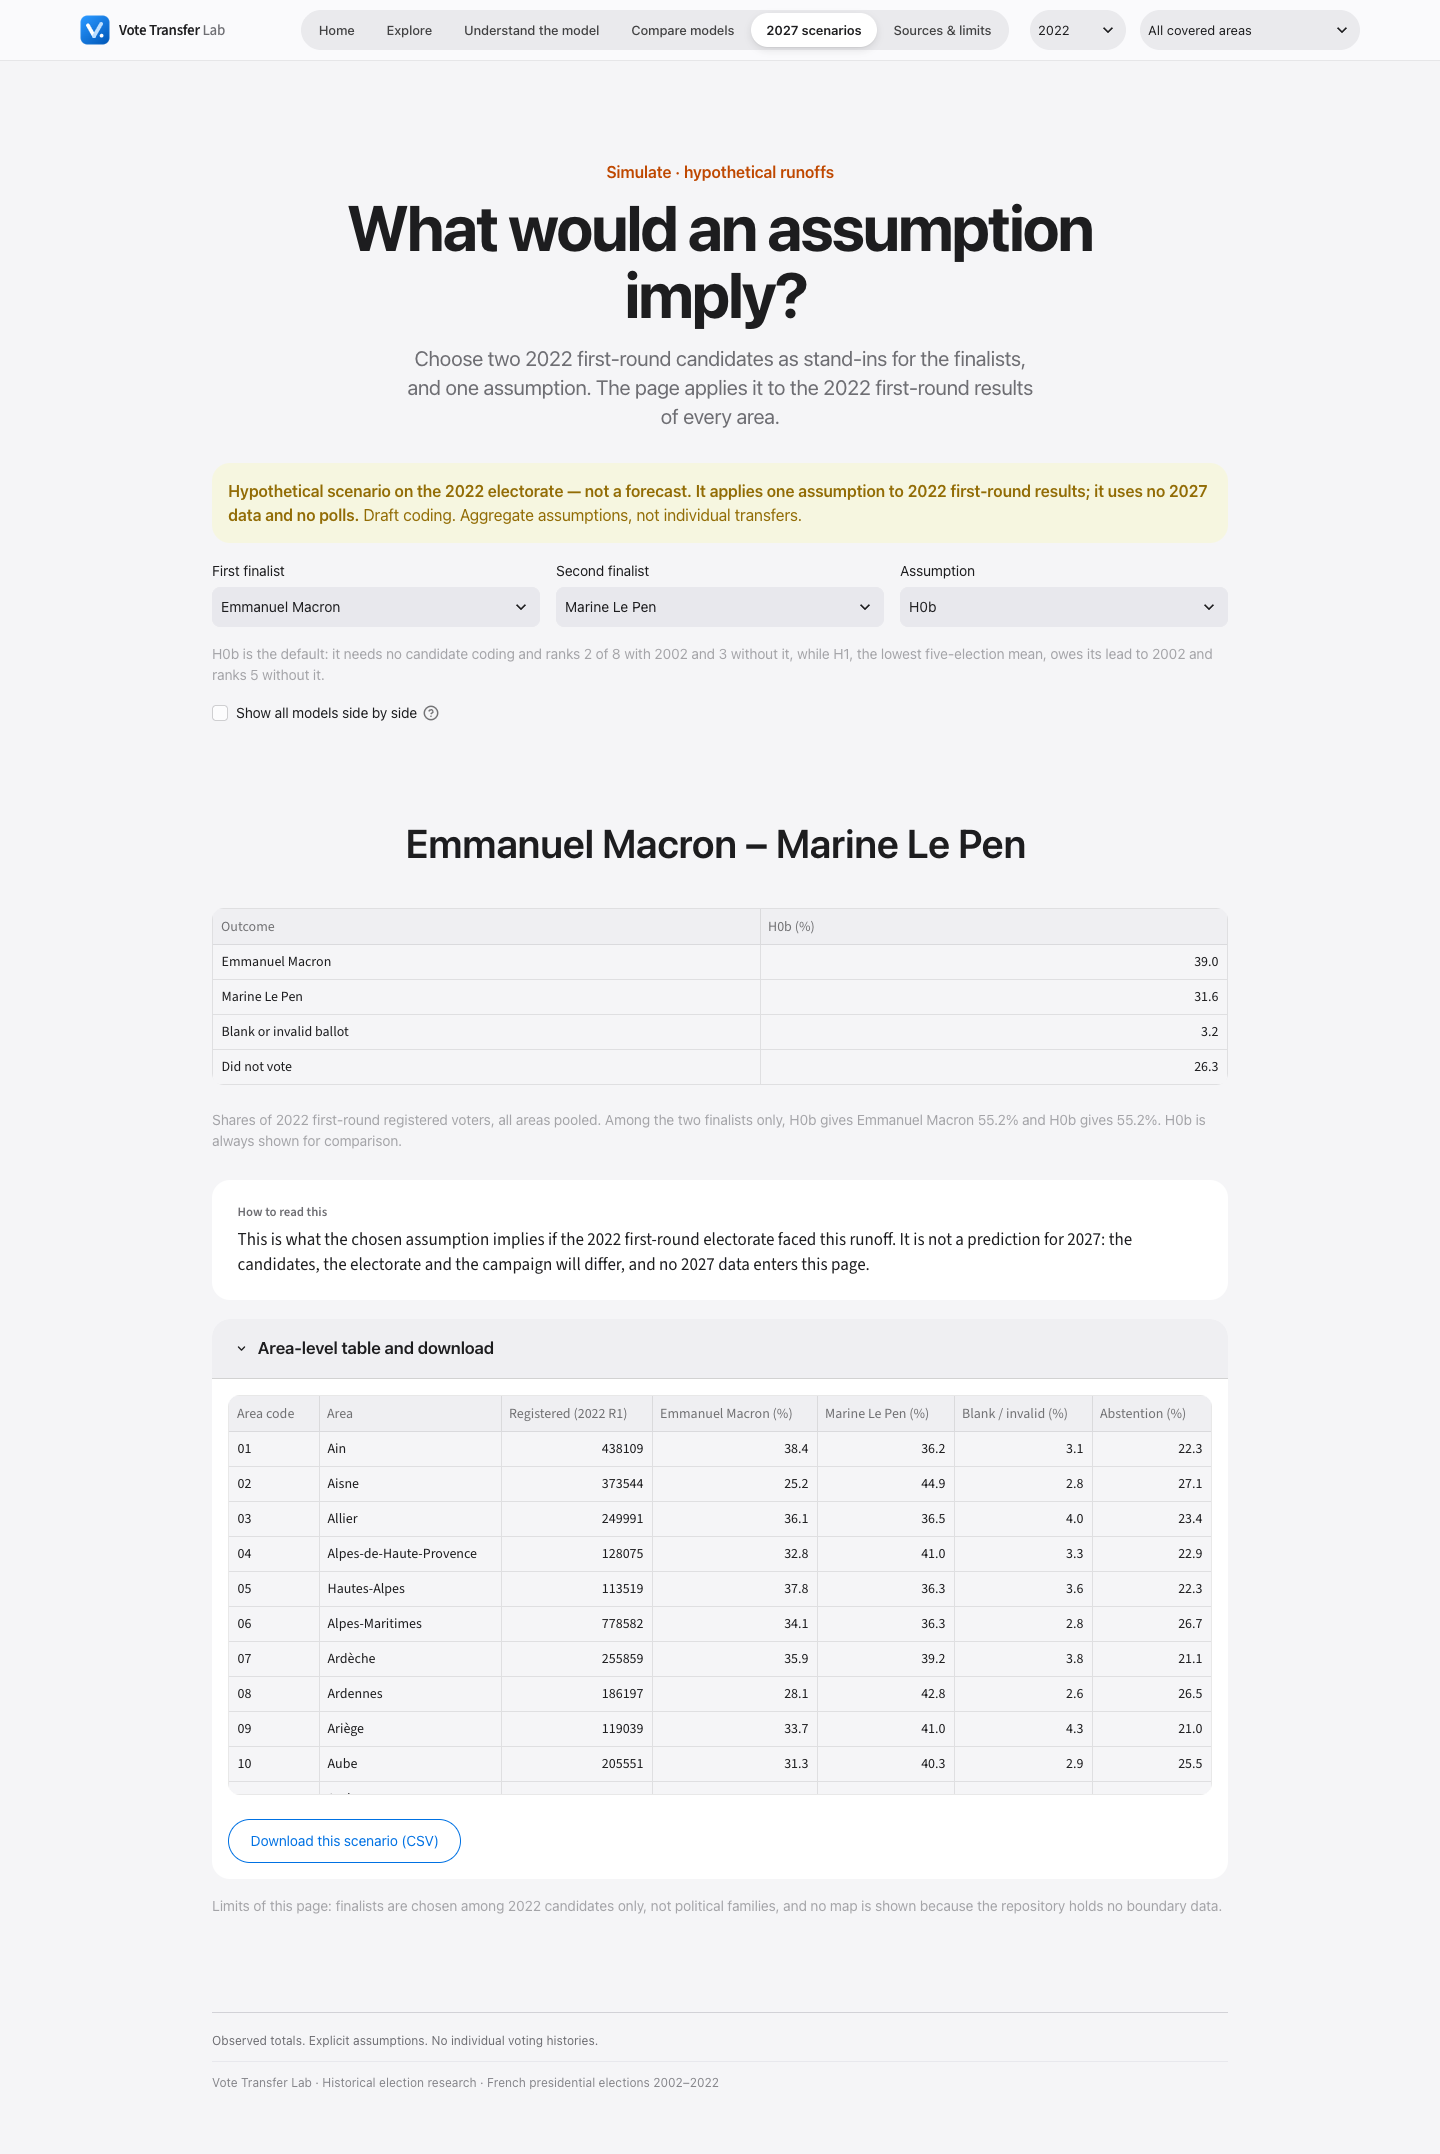 Vote Transfer Lab
Home Explore Understand the model Compare models 2027 scenarios Sources & limits 2022 All covered areas
Simulate · hypothetical runoffs
What would an assumption
imply?
Choose two 2022 first-round candidates as stand-ins for the finalists,
and one assumption. The page applies it to the 2022 first-round results
of every area.
Hypothetical scenario on the 2022 electorate — not a forecast. It applies one assumption to 2022 first-round results; it uses no 2027
data and no polls. Draft coding. Aggregate assumptions, not individual transfers.
First finalist Second finalist Assumption
Emmanuel Macron Marine Le Pen H0b
H0b is the default: it needs no candidate coding and ranks 2 of 8 with 2002 and 3 without it, while H1, the lowest five-election mean, owes its lead to 2002 and
ranks 5 without it.
Show all models side by side
Emmanuel Macron – Marine Le Pen
Outcome H0b (%)
Emmanuel Macron 39.0
Marine Le Pen 31.6
Blank or invalid ballot 3.2
Did not vote 26.3
Shares of 2022 first-round registered voters, all areas pooled. Among the two finalists only, H0b gives Emmanuel Macron 55.2% and H0b gives 55.2%. H0b is
always shown for comparison.
How to read this
This is what the chosen assumption implies if the 2022 first-round electorate faced this runoff. It is not a prediction for 2027: the
candidates, the electorate and the campaign will differ, and no 2027 data enters this page.
Area-level table and download
Area code Area Registered (2022 R1) Emmanuel Macron (%) Marine Le Pen (%) Blank / invalid (%) Abstention (%)
01 Ain 438109 38.4 36.2 3.1 22.3
02 Aisne 373544 25.2 44.9 2.8 27.1
03 Allier 249991 36.1 36.5 4.0 23.4
04 Alpes-de-Haute-Provence 128075 32.8 41.0 3.3 22.9
05 Hautes-Alpes 113519 37.8 36.3 3.6 22.3
06 Alpes-Maritimes 778582 34.1 36.3 2.8 26.7
07 Ardèche 255859 35.9 39.2 3.8 21.1
08 Ardennes 186197 28.1 42.8 2.6 26.5
09 Ariège 119039 33.7 41.0 4.3 21.0
10 Aube 205551 31.3 40.3 2.9 25.5
Download this scenario (CSV)
Limits of this page: finalists are chosen among 2022 candidates only, not political families, and no map is shown because the repository holds no boundary data.
Observed totals. Explicit assumptions. No individual voting histories.
Vote Transfer Lab · Historical election research · French presidential elections 2002–2022